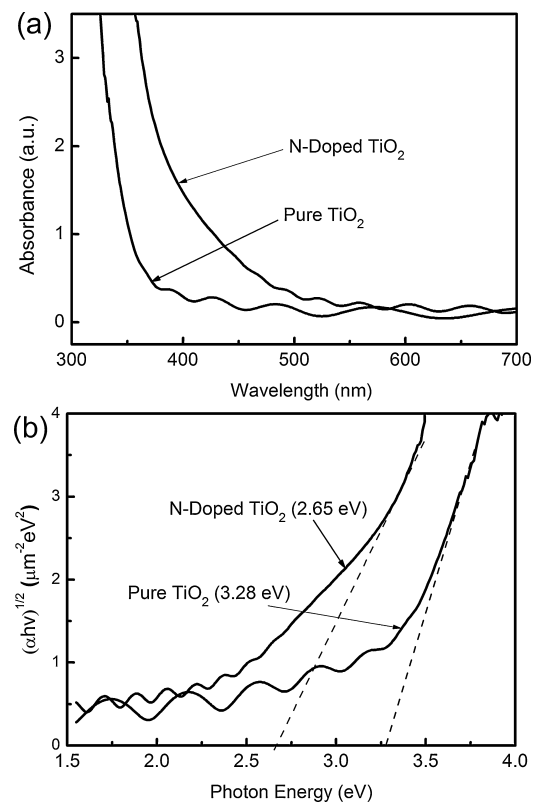 (a)
3
2
1
0
Absorbance (a.u.)
N-Doped TiO2
Pure TiO2
300 400 500 600 700
Wavelength (nm)
(b)
4
3
2
1
0
(αhν)1/2 (μm-2eV2)
N-Doped TiO2 (2.65 eV)
Pure TiO2 (3.28 eV)
1.5 2.0 2.5 3.0 3.5 4.0
Photon Energy (eV)